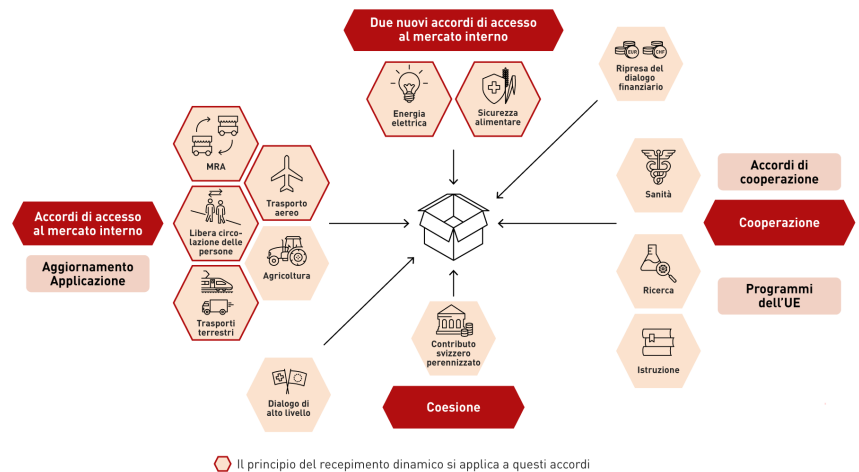 Due nuovi accordi di accesso
al mercato interno
Energia
elettrica
Sicurezza
alimentare
EUR
CHF
Ripresa del
dialogo
finanziario
MRA
Trasporto
aereo
Accordi di accesso
al mercato interno
Aggiornamento
Applicazione
Libera circo-
lazione delle
persone
Agricoltura
Trasporti
terrestri
Sanità
Accordi di
cooperazione
Cooperazione
Ricerca
Programmi
dell'UE
Istruzione
Contributo
svizzero
perennizzato
Dialogo di
alto livello
Coesione
Il principio del recepimento dinamico si applica a questi accordi